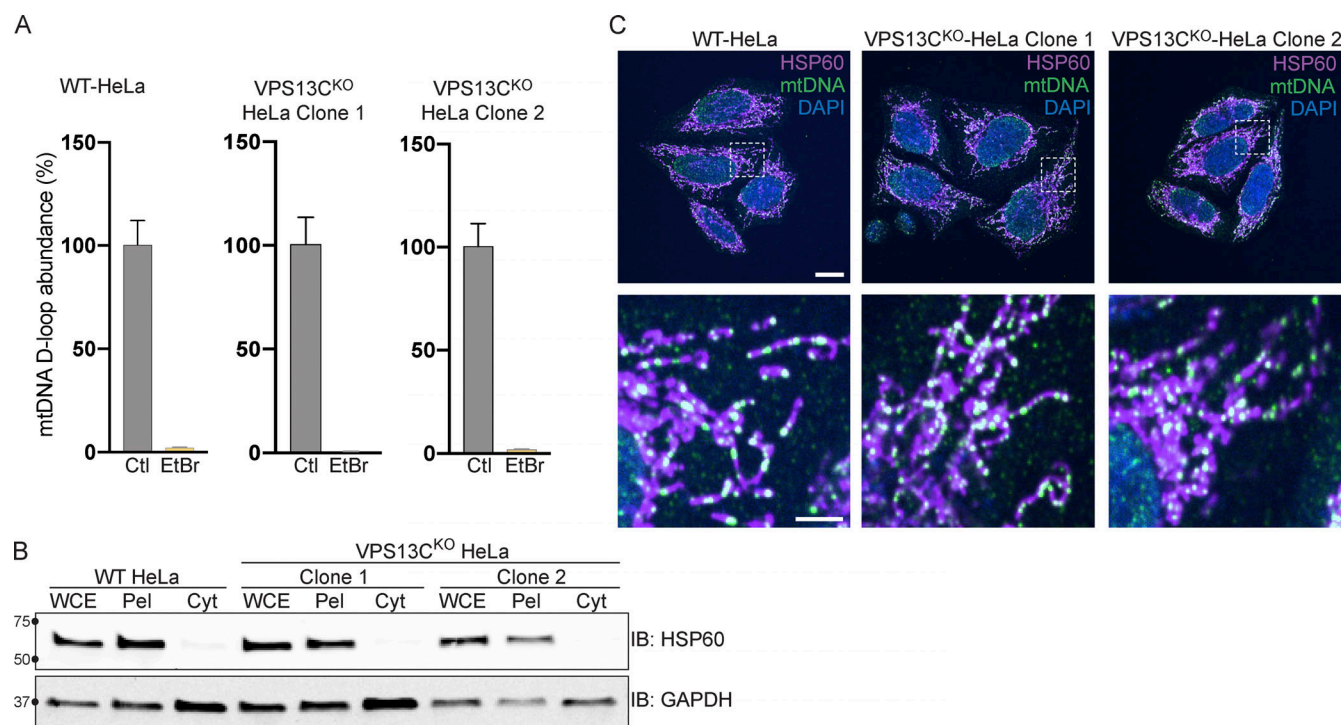 A
WT-HeLa
VPS13C^KO
HeLa Clone 1
VPS13C^KO
HeLa Clone 2
mtDNA D-loop abundance (%)
150
100
50
0
Ctl EtBr
150
100
50
0
Ctl EtBr
150
100
50
0
Ctl EtBr
B
VPS13C^KO HeLa
WT HeLa Clone 1 Clone 2
WCE Pel Cyt WCE Pel Cyt WCE Pel Cyt
75
50
IB: HSP60
37
IB: GAPDH
C
WT-HeLa
HSP60
mtDNA
DAPI
VPS13C^KO-HeLa Clone 1
HSP60
mtDNA
DAPI
VPS13C^KO-HeLa Clone 2
HSP60
mtDNA
DAPI